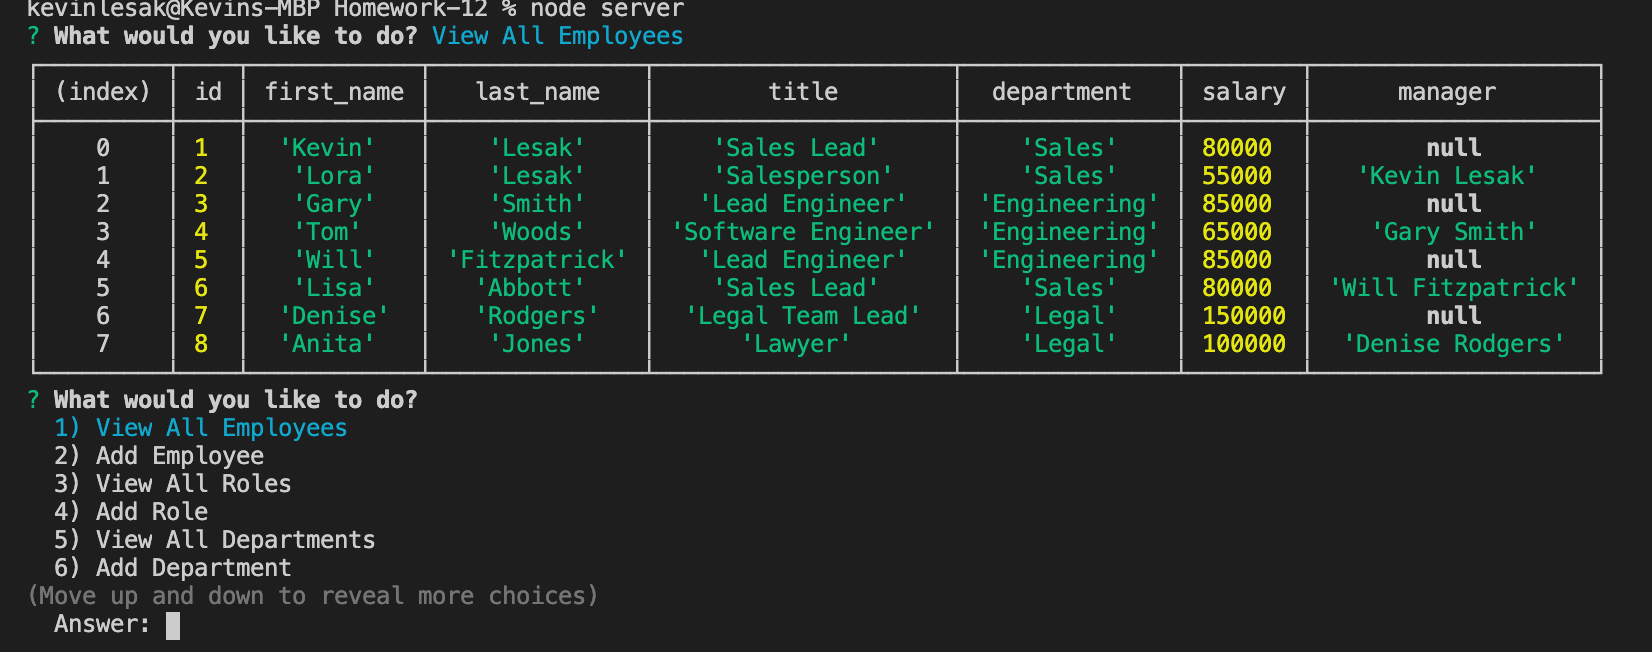 kevinlesak@Kevins-MBP Homework-12 % node server
? What would you like to do? View All Employees
(index) id first_name last_name title department salary manager
0 1 'Kevin' 'Lesak' 'Sales Lead' 'Sales' 80000 null
1 2 'Lora' 'Lesak' 'Salesperson' 'Sales' 55000 'Kevin Lesak'
2 3 'Gary' 'Smith' 'Lead Engineer' 'Engineering' 85000 null
3 4 'Tom' 'Woods' 'Software Engineer' 'Engineering' 65000 'Gary Smith'
4 5 'Will' 'Fitzpatrick' 'Lead Engineer' 'Engineering' 85000 null
5 6 'Lisa' 'Abbott' 'Sales Lead' 'Sales' 80000 'Will Fitzpatrick'
6 7 'Denise' 'Rodgers' 'Legal Team Lead' 'Legal' 150000 null
7 8 'Anita' 'Jones' 'Lawyer' 'Legal' 100000 'Denise Rodgers'
? What would you like to do?
1) View All Employees
2) Add Employee
3) View All Roles
4) Add Role
5) View All Departments
6) Add Department
(Move up and down to reveal more choices)
Answer: